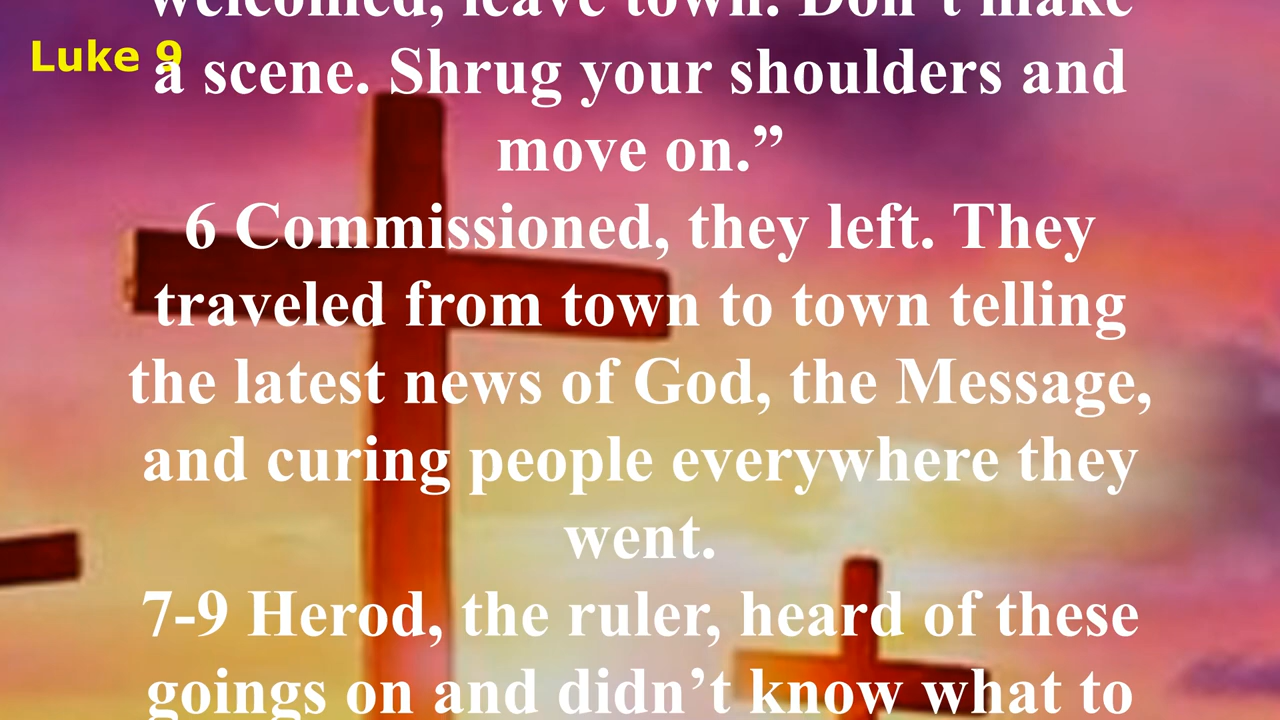 welcomed, leave town. Don’t make
Luke 9
a scene. Shrug your shoulders and
move on.”
6 Commissioned, they left. They
traveled from town to town telling
the latest news of God, the Message,
and curing people everywhere they
went.
7-9 Herod, the ruler, heard of these
goings on and didn’t know what to